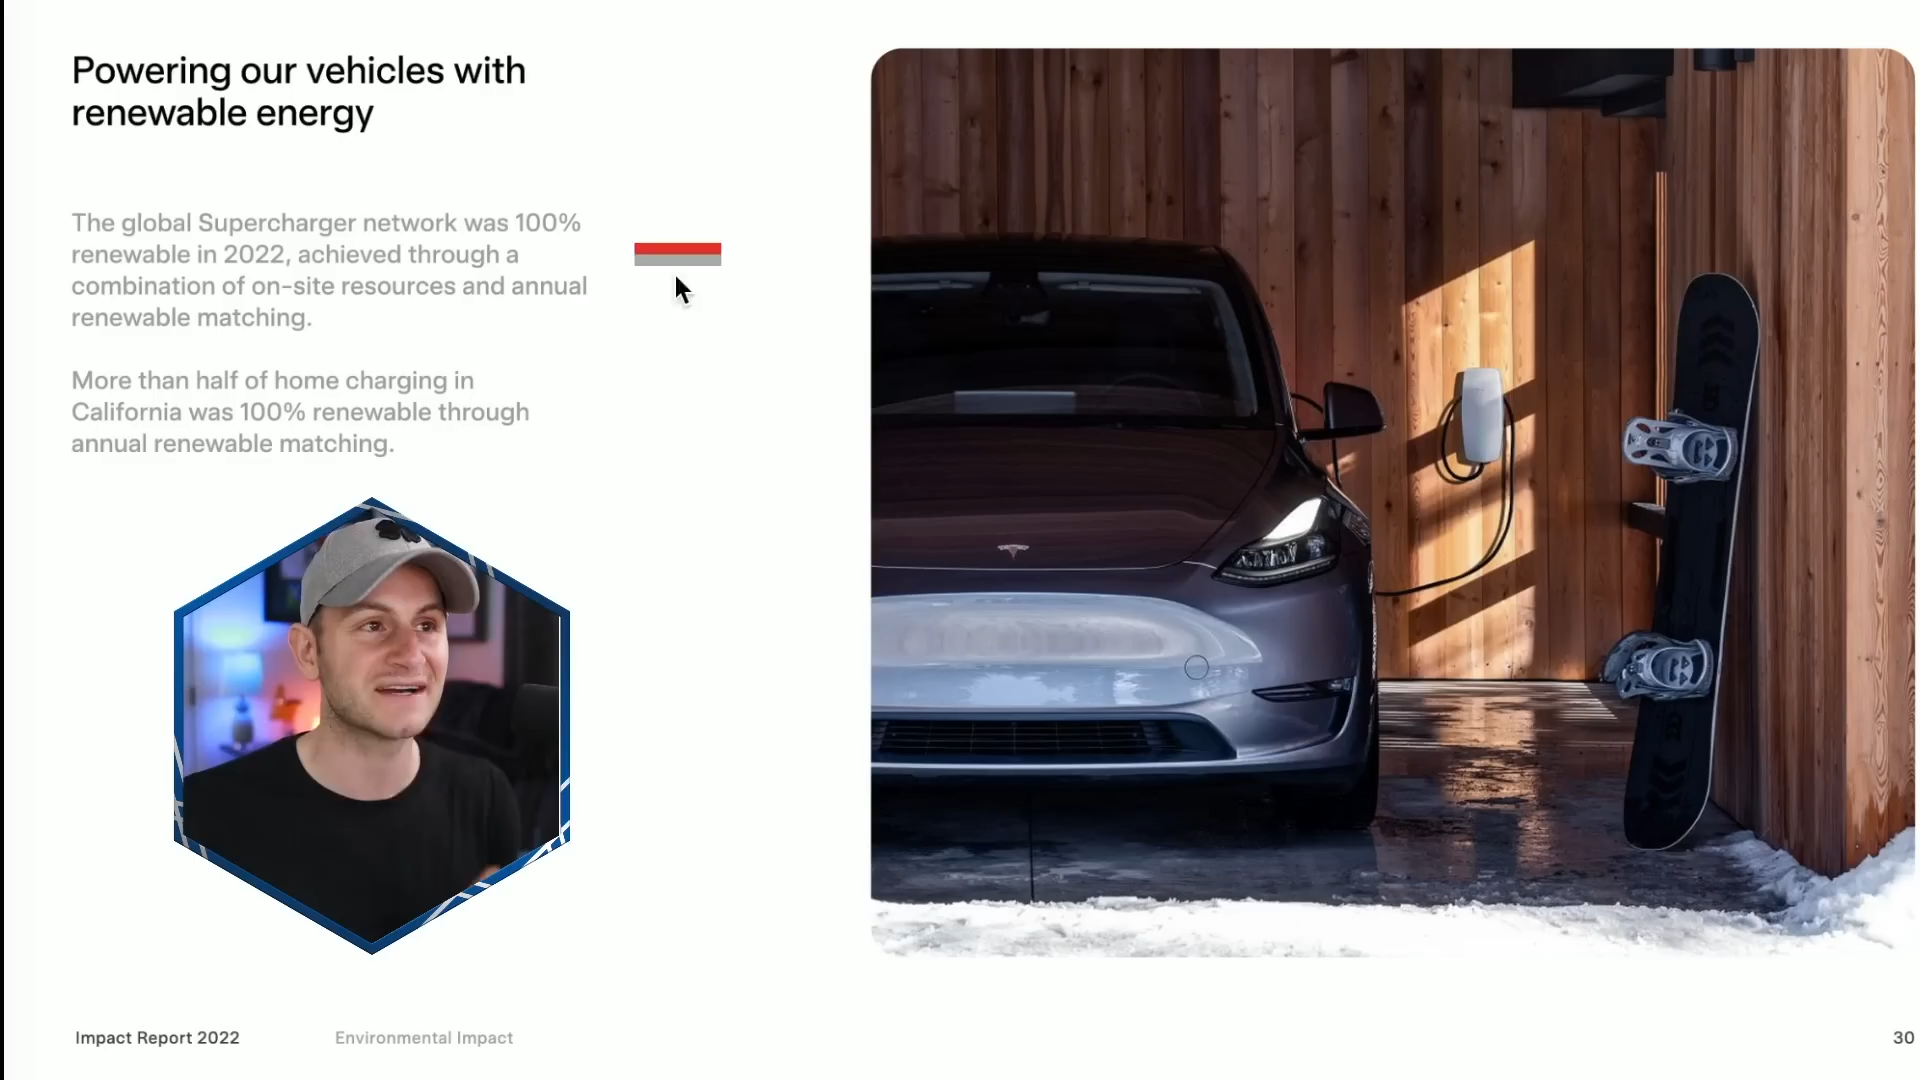 Powering our vehicles with
renewable energy
The global Supercharger network was 100%
renewable in 2022, achieved through a
combination of on-site resources and annual
renewable matching.
More than half of home charging in
California was 100% renewable through
annual renewable matching.
Impact Report 2022
Environmental Impact
30